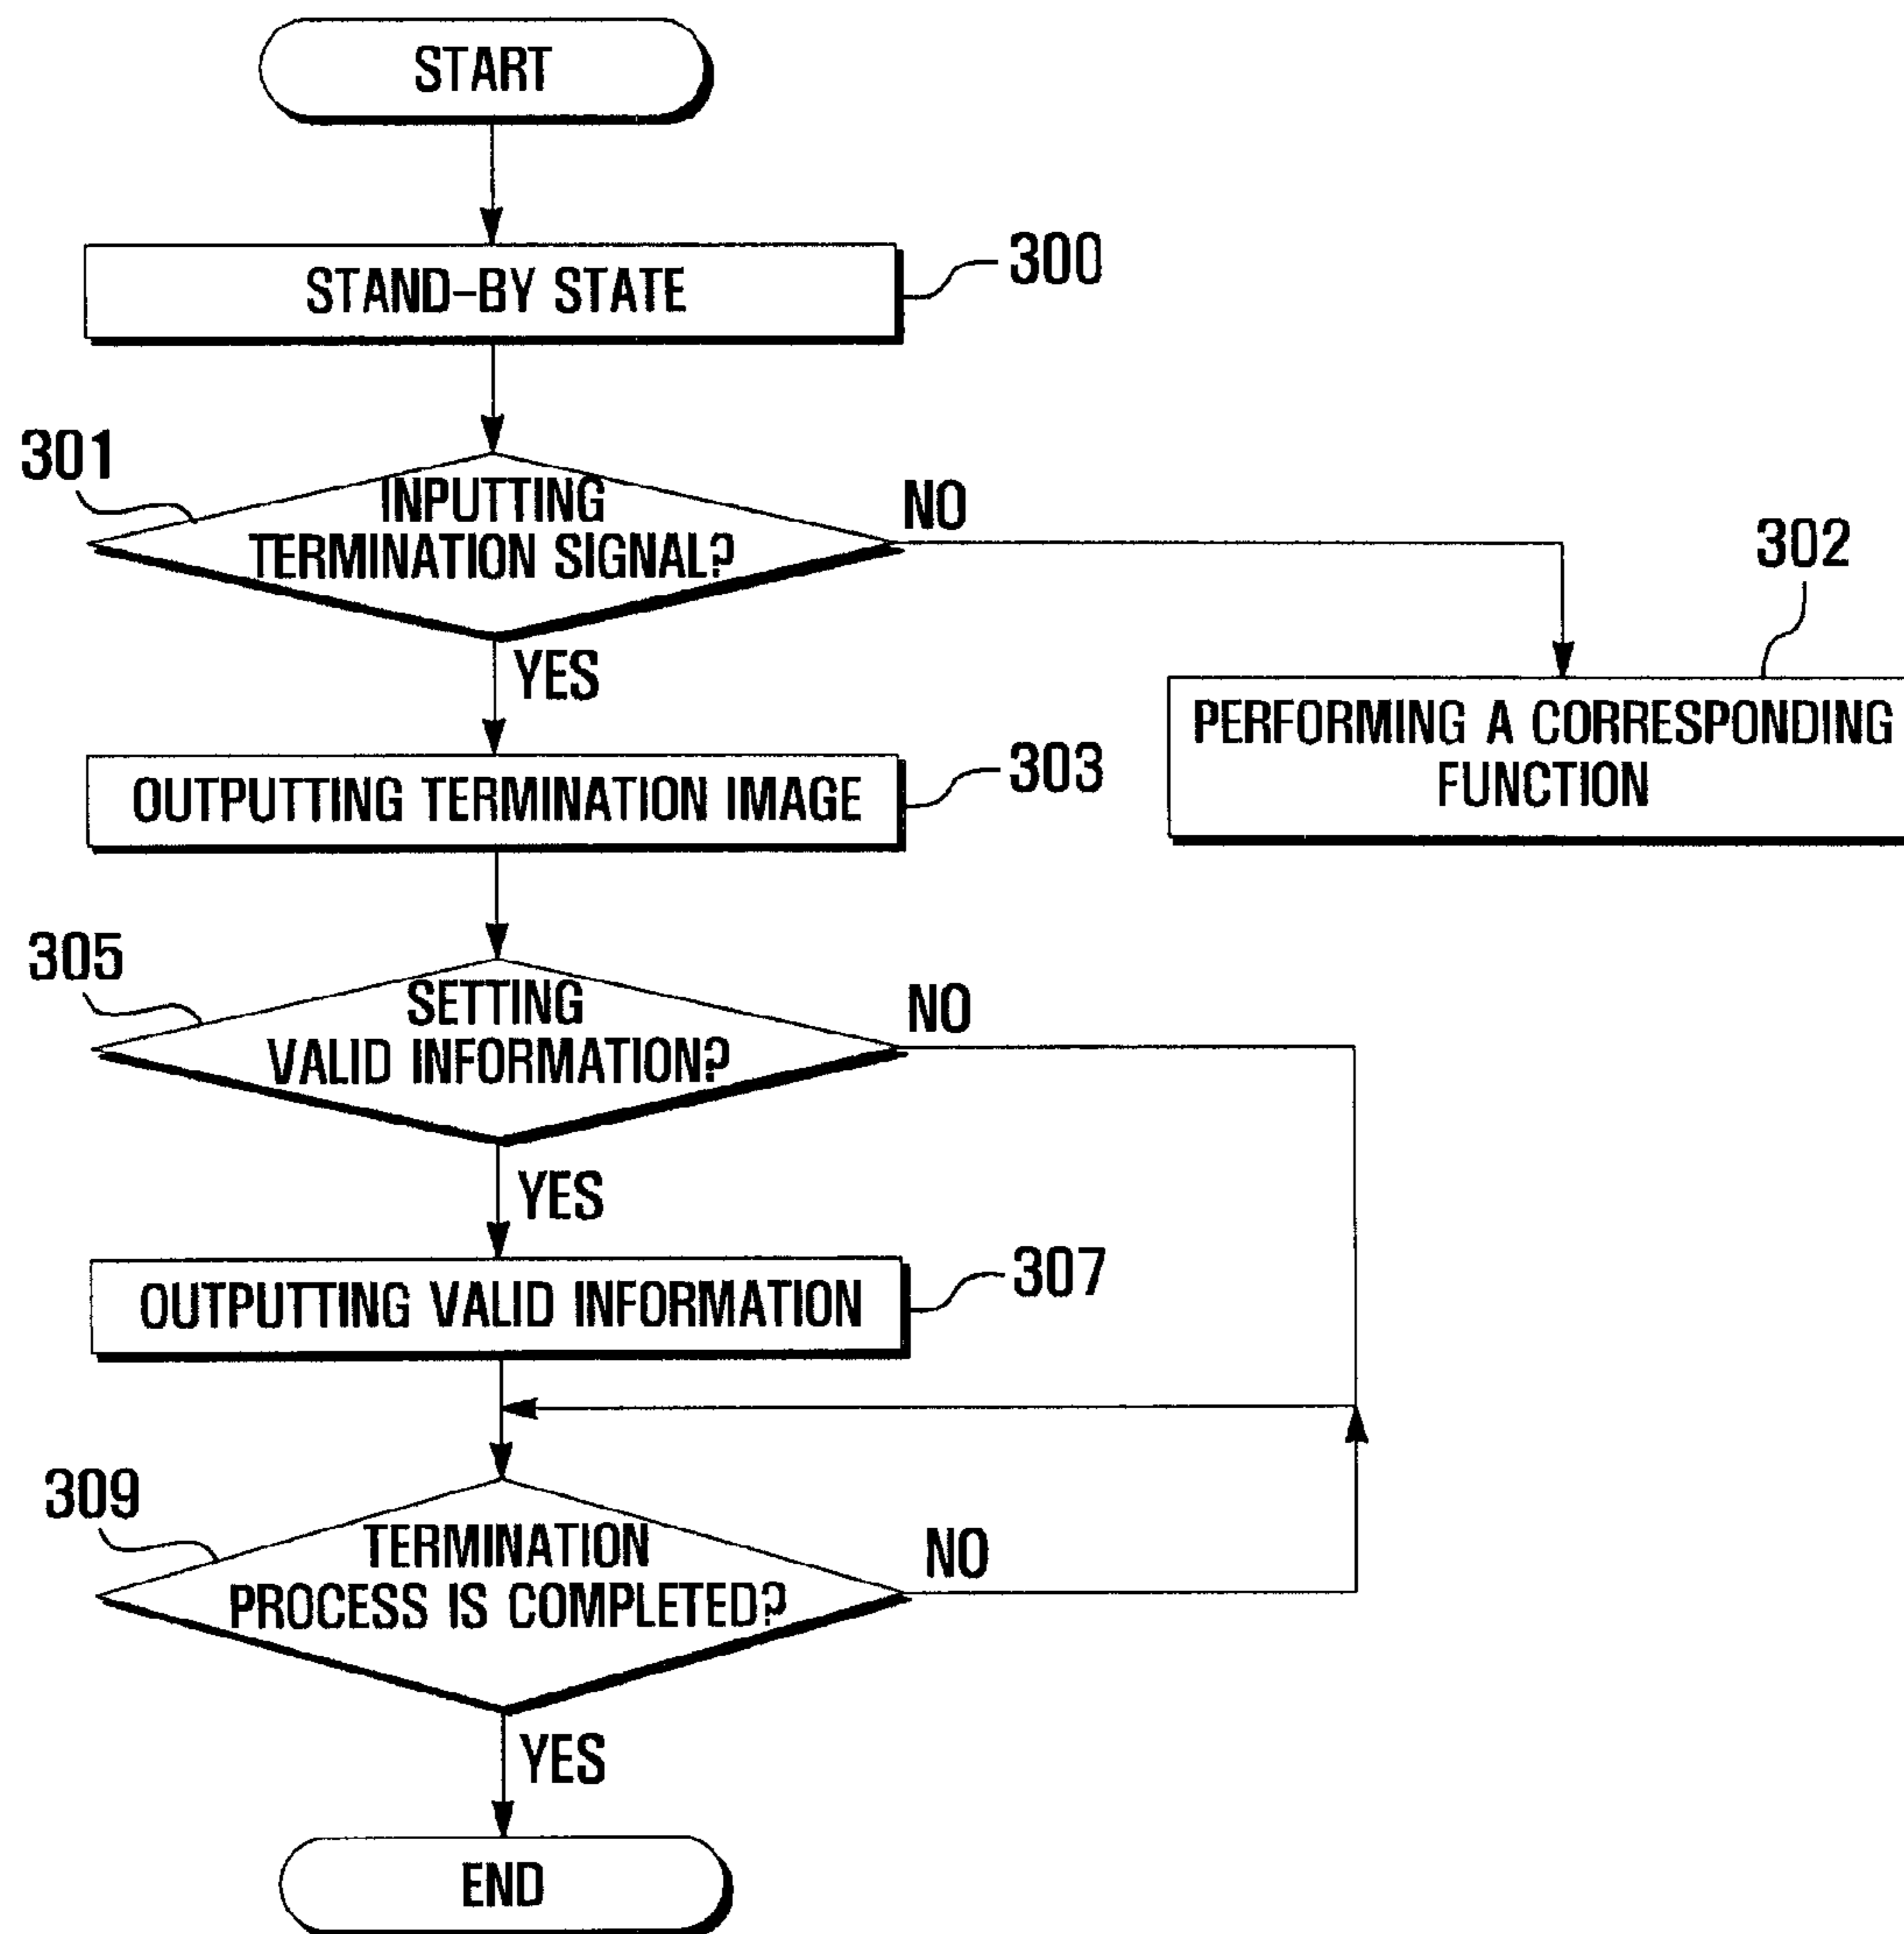 START
STAND-BY STATE
300
301
INPUTTING
TERMINATION SIGNAL?
NO
302
YES
PERFORMING A CORRESPONDING
FUNCTION
OUTPUTTING TERMINATION IMAGE
303
305
SETTING
VALID INFORMATION?
NO
YES
OUTPUTTING VALID INFORMATION
307
309
TERMINATION
PROCESS IS COMPLETED?
NO
YES
END